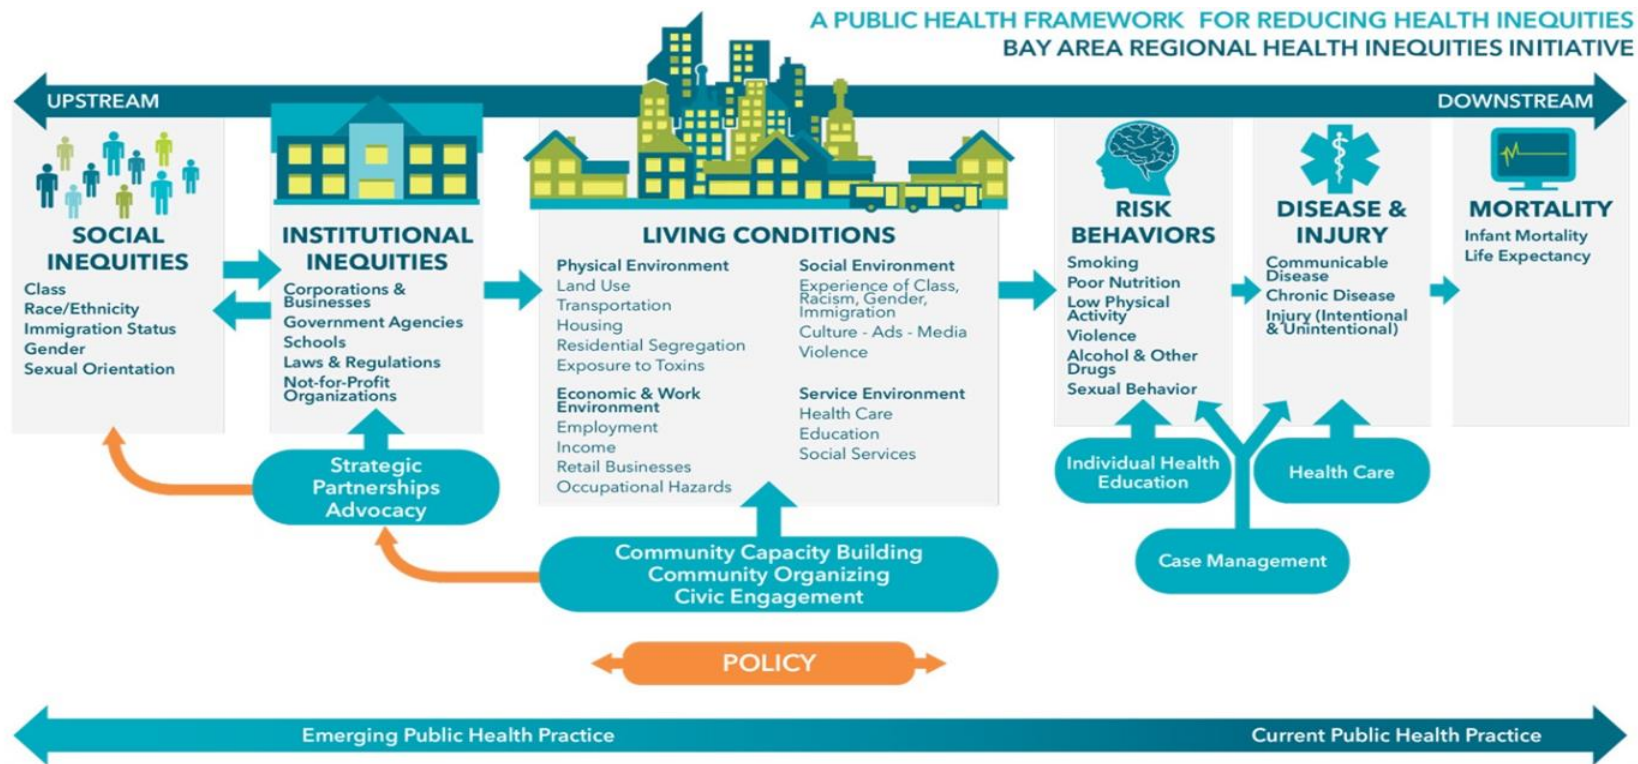 A PUBLIC HEALTH FRAMEWORK FOR REDUCING HEALTH INEQUITIES
BAY AREA REGIONAL HEALTH INEQUITIES INITIATIVE
UPSTREAM
DOWNSTREAM
SOCIAL
INEQUITIES
Class
Race/Ethnicity
Immigration Status
Gender
Sexual Orientation
INSTITUTIONAL
INEQUITIES
Corporations &
Businesses
Government Agencies
Schools
Laws & Regulations
Not-for-Profit
Organizations
LIVING CONDITIONS
Physical Environment
Land Use
Transportation
Housing
Residential Segregation
Exposure to Toxins
Economic & Work
Environment
Employment
Income
Retail Businesses
Occupational Hazards
Social Environment
Experience of Class,
Racism, Gender,
Immigration
Culture - Ads - Media
Violence
Service Environment
Health Care
Education
Social Services
RISK
BEHAVIORS
Smoking
Poor Nutrition
Low Physical
Activity
Violence
Alcohol & Other
Drugs
Sexual Behavior
DISEASE &
INJURY
Communicable
Disease
Chronic Disease
Injury (Intentional
& Unintentional)
MORTALITY
Infant Mortality
Life Expectancy
Strategic
Partnerships
Advocacy
Community Capacity Building
Community Organizing
Civic Engagement
Individual Health
Education
Health Care
Case Management
POLICY
Emerging Public Health Practice
Current Public Health Practice